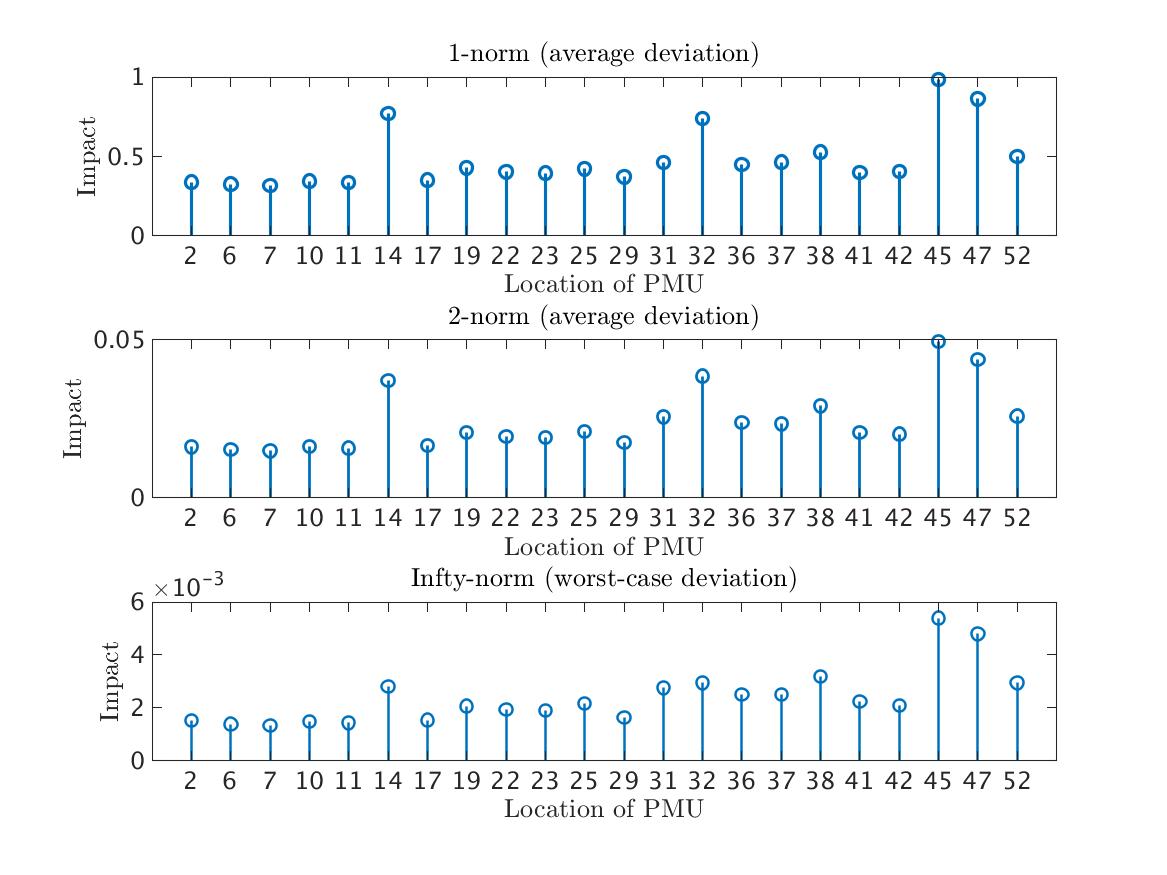 1-norm (average deviation)
1
0.5
0
Impact
2 6 7 10 11 14 17 19 22 23 25 29 31 32 36 37 38 41 42 45 47 52
Location of PMU
2-norm (average deviation)
0.05
0
Impact
2 6 7 10 11 14 17 19 22 23 25 29 31 32 36 37 38 41 42 45 47 52
Location of PMU
Infty-norm (worst-case deviation)
×10⁻³
6
4
2
0
Impact
2 6 7 10 11 14 17 19 22 23 25 29 31 32 36 37 38 41 42 45 47 52
Location of PMU